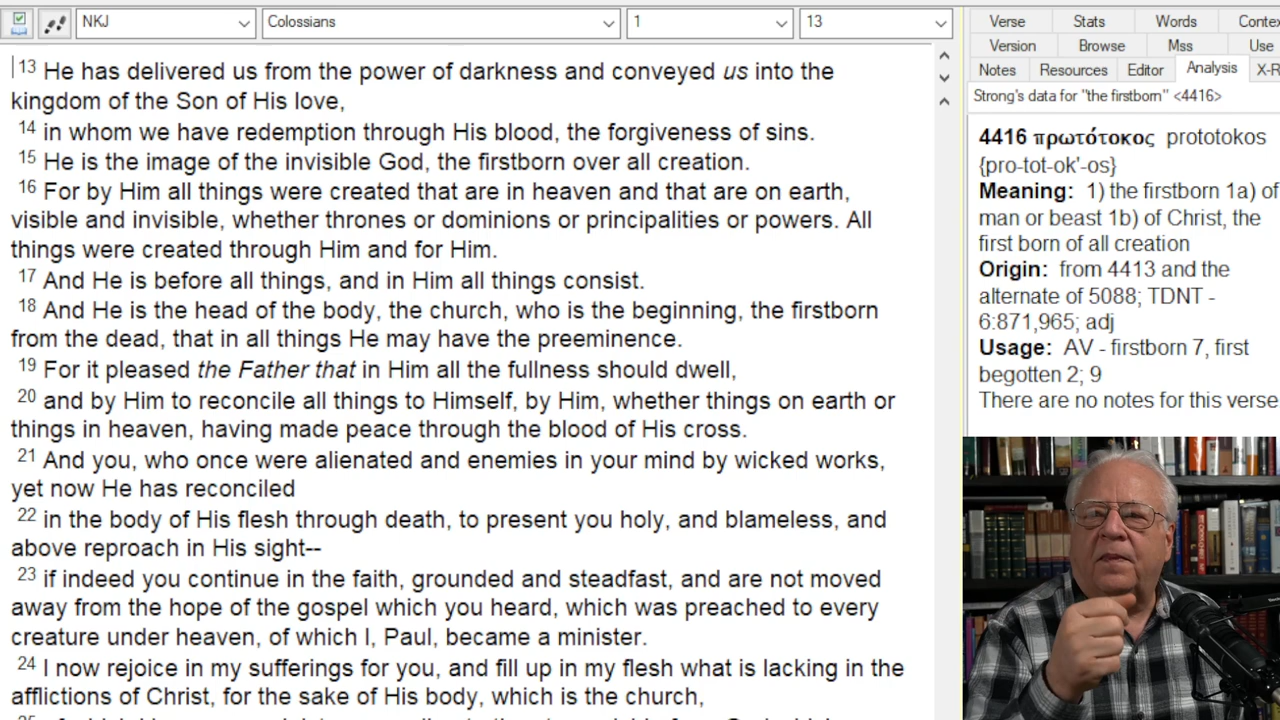 NKJ Colossians 1 13
13 He has delivered us from the power of darkness and conveyed us into the
kingdom of the Son of His love,
14 in whom we have redemption through His blood, the forgiveness of sins.
15 He is the image of the invisible God, the firstborn over all creation.
16 For by Him all things were created that are in heaven and that are on earth,
visible and invisible, whether thrones or dominions or principalities or powers. All
things were created through Him and for Him.
17 And He is before all things, and in Him all things consist.
18 And He is the head of the body, the church, who is the beginning, the firstborn
from the dead, that in all things He may have the preeminence.
19 For it pleased the Father that in Him all the fullness should dwell,
20 and by Him to reconcile all things to Himself, by Him, whether things on earth or
things in heaven, having made peace through the blood of His cross.
21 And you, who once were alienated and enemies in your mind by wicked works,
yet now He has reconciled
22 in the body of His flesh through death, to present you holy, and blameless, and
above reproach in His sight--
23 if indeed you continue in the faith, grounded and steadfast, and are not moved
away from the hope of the gospel which you heard, which was preached to every
creature under heaven, of which I, Paul, became a minister.
24 I now rejoice in my sufferings for you, and fill up in my flesh what is lacking in the
afflictions of Christ, for the sake of His body, which is the church,
Verse Stats Words Contex
Version Browse Mss Use
Notes Resources Editor Analysis X-R
Strong's data for "the firstborn" <4416>
4416 πρωτότοκος prototokos
{pro-tot-ok'-os}
Meaning: 1) the firstborn 1a) of
man or beast 1b) of Christ, the
first born of all creation
Origin: from 4413 and the
alternate of 5088; TDNT -
6:871,965; adj
Usage: AV - firstborn 7, first
begotten 2; 9
There are no notes for this verse